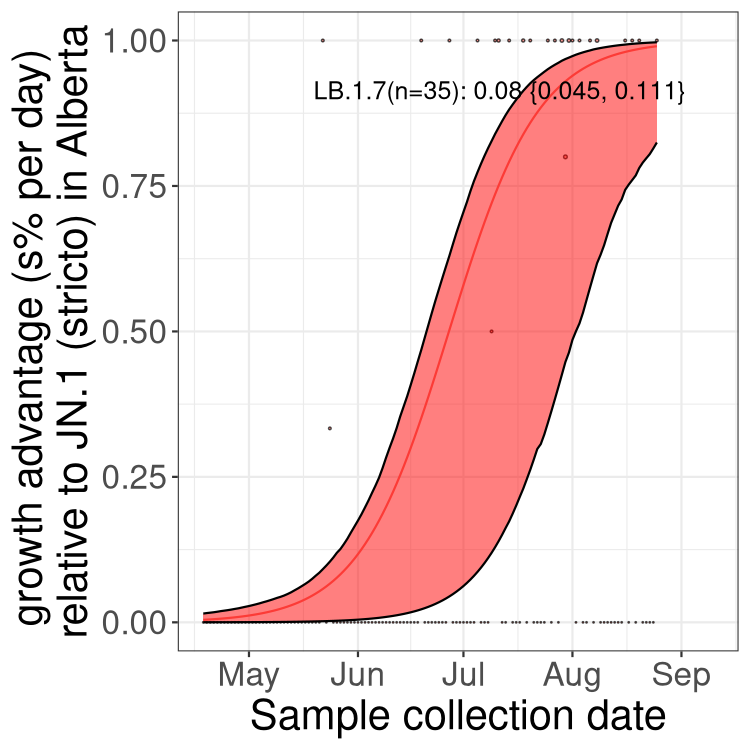 growth advantage (s% per day)
relative to JN.1 (stricto) in Alberta
1.00
0.75
0.50
0.25
0.00
LB.1.7(n=35): 0.08 {0.045, 0.111}
May Jun Jul Aug Sep
Sample collection date